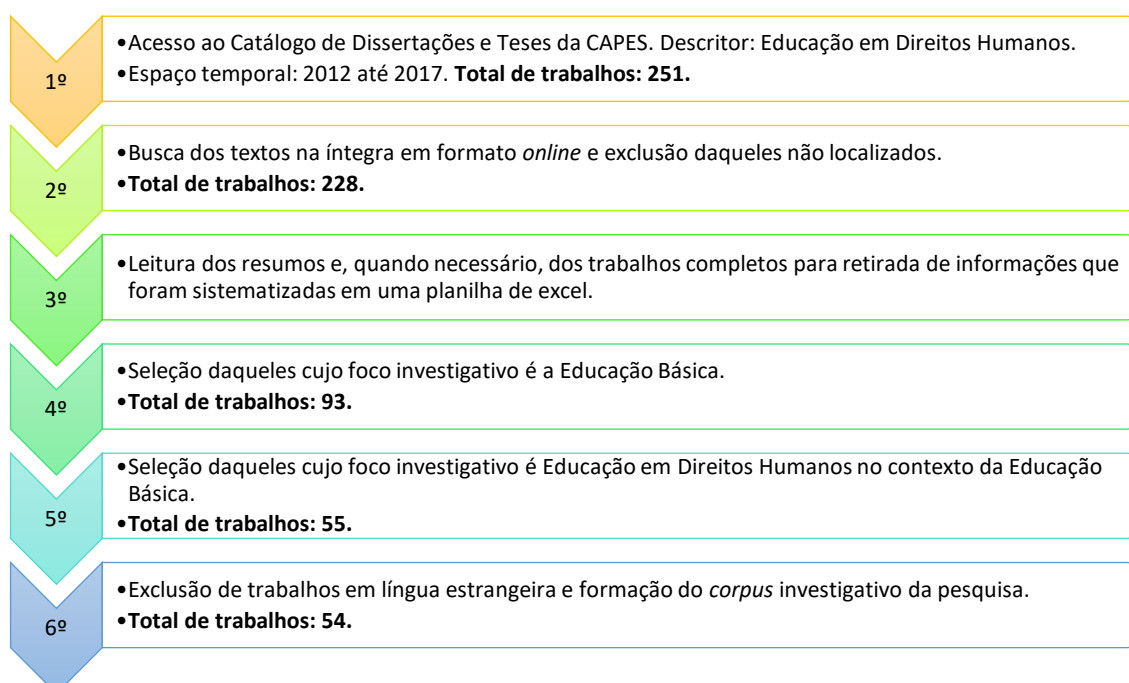 1º
•Acesso ao Catálogo de Dissertações e Teses da CAPES. Descritor: Educação em Direitos Humanos.
•Espaço temporal: 2012 até 2017. Total de trabalhos: 251.
2º
•Busca dos textos na íntegra em formato online e exclusão daqueles não localizados.
•Total de trabalhos: 228.
3º
•Leitura dos resumos e, quando necessário, dos trabalhos completos para retirada de informações que
foram sistematizadas em uma planilha de excel.
4º
•Seleção daqueles cujo foco investigativo é a Educação Básica.
•Total de trabalhos: 93.
5º
•Seleção daqueles cujo foco investigativo é Educação em Direitos Humanos no contexto da Educação
Básica.
•Total de trabalhos: 55.
6º
•Exclusão de trabalhos em língua estrangeira e formação do corpus investigativo da pesquisa.
•Total de trabalhos: 54.